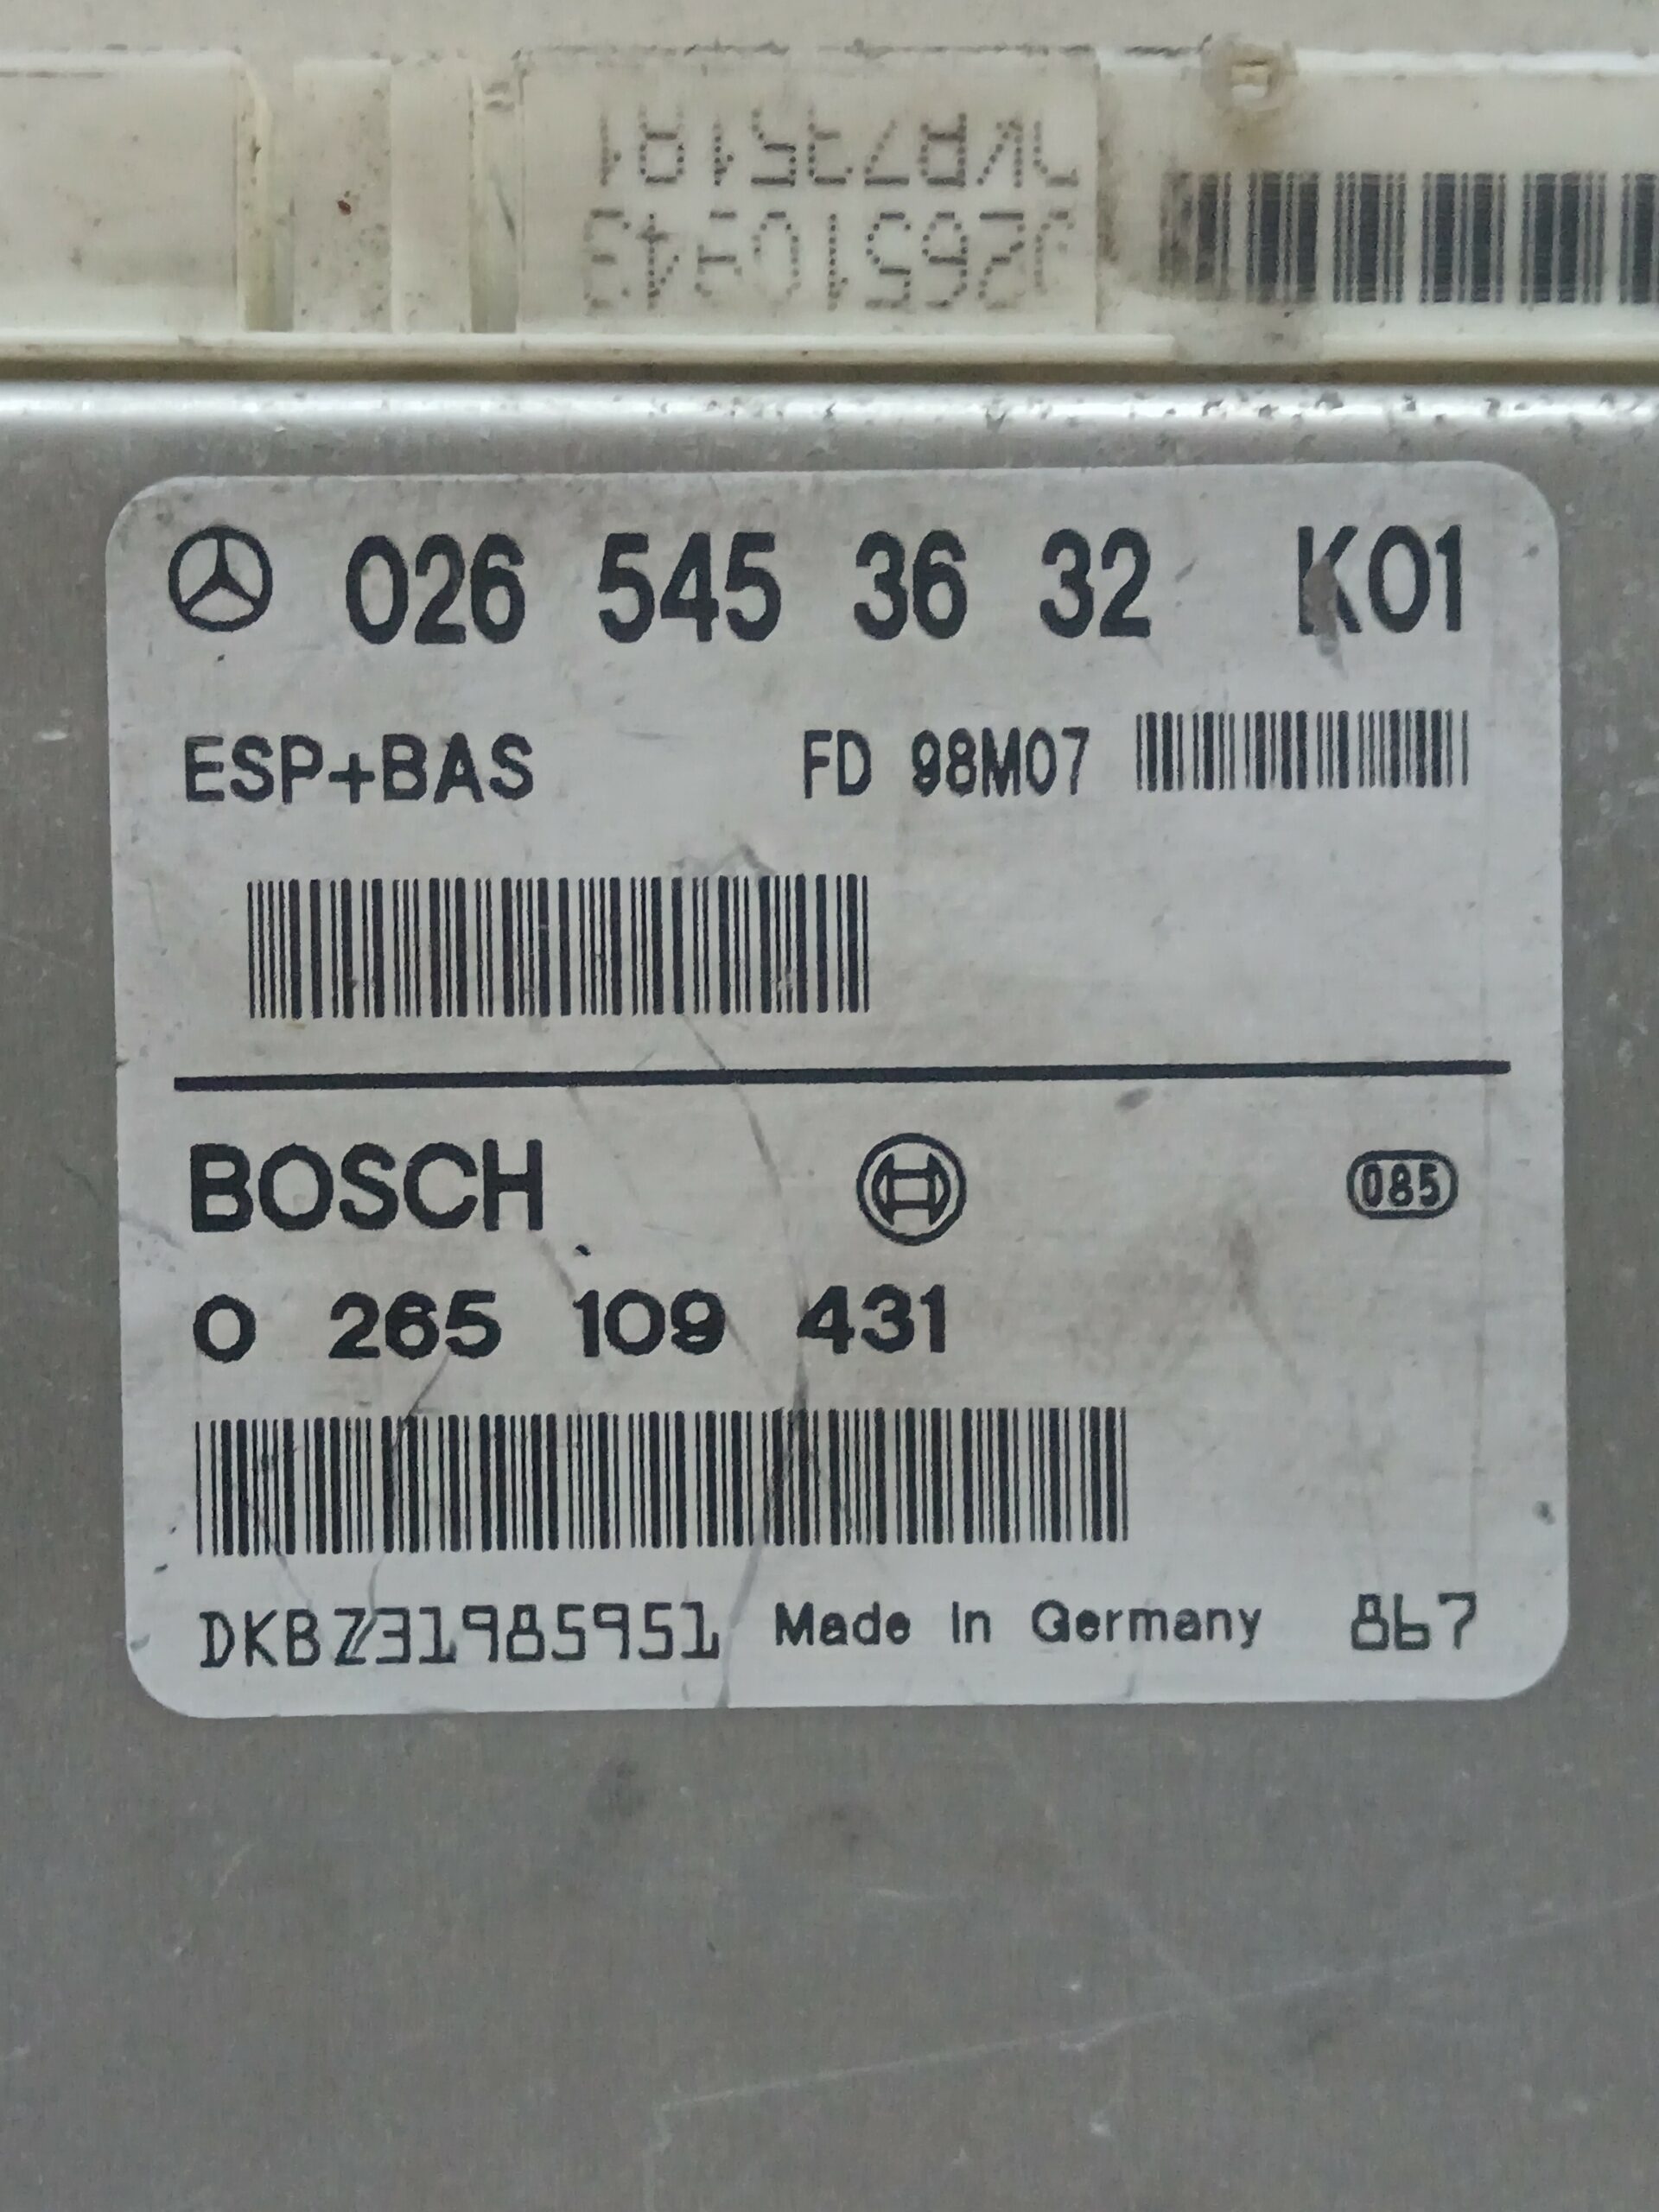 026 545 36 32 K01
ESP+BAS FD 98M07
BOSCH 085
0 265 109 431
DKBZ31985951 Made In Germany 867